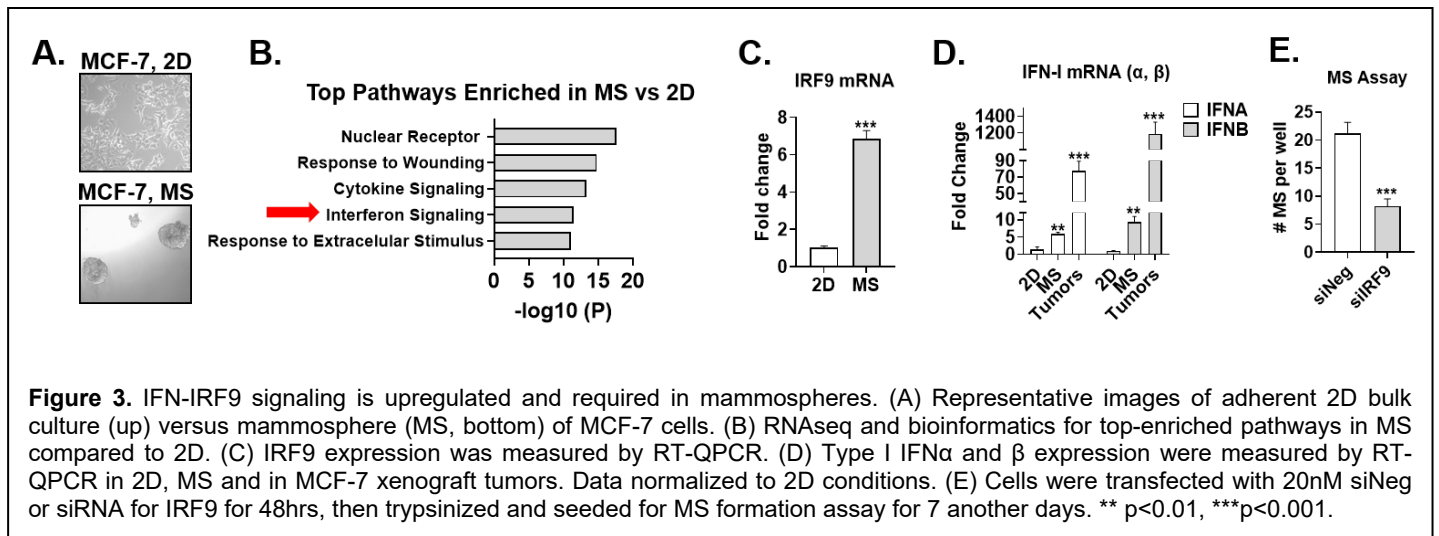 A.
MCF-7, 2D
MCF-7, MS
B.
Top Pathways Enriched in MS vs 2D
Nuclear Receptor
Response to Wounding
Cytokine Signaling
Interferon Signaling
Response to Extracelular Stimulus
0 5 10 15 20
-log10 (P)
C.
IRF9 mRNA
***
Fold change
8
6
4
2
0
2D MS
D.
IFN-I mRNA (α, β)
IFNA
IFNB
Fold Change
1400
1200
90
70
50
10
5
0
** *** ** ***
2D MS Tumors 2D MS Tumors
E.
MS Assay
# MS per well
25
20
15
10
5
0
***
siNeg siIRF9
Figure 3. IFN-IRF9 signaling is upregulated and required in mammospheres. (A) Representative images of adherent 2D bulk
culture (up) versus mammosphere (MS, bottom) of MCF-7 cells. (B) RNAseq and bioinformatics for top-enriched pathways in MS
compared to 2D. (C) IRF9 expression was measured by RT-QPCR. (D) Type I IFNα and β expression were measured by RT-
QPCR in 2D, MS and in MCF-7 xenograft tumors. Data normalized to 2D conditions. (E) Cells were transfected with 20nM siNeg
or siRNA for IRF9 for 48hrs, then trypsinized and seeded for MS formation assay for 7 another days. ** p<0.01, ***p<0.001.